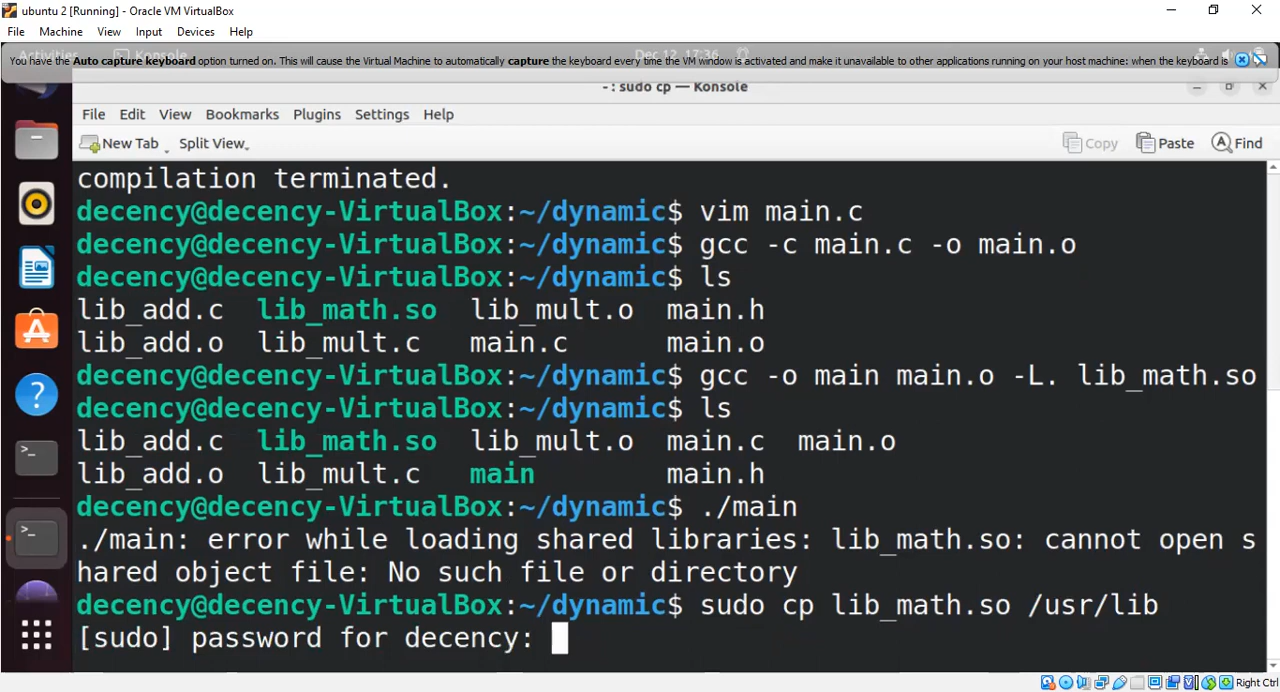 ubuntu 2 [Running] - Oracle VM VirtualBox
File Machine View Input Devices Help
Activities Konsole Dec 12 17:36
You have the Auto capture keyboard option turned on. This will cause the Virtual Machine to automatically capture the keyboard every time the VM window is activated and make it unavailable to other applications running on your host machine: when the keyboard is
- : sudo cp — Konsole
File Edit View Bookmarks Plugins Settings Help
New Tab Split View Copy Paste Find
compilation terminated.
decency@decency-VirtualBox:~/dynamic$ vim main.c
decency@decency-VirtualBox:~/dynamic$ gcc -c main.c -o main.o
decency@decency-VirtualBox:~/dynamic$ ls
lib_add.c lib_math.so lib_mult.o main.h
lib_add.o lib_mult.c main.c main.o
decency@decency-VirtualBox:~/dynamic$ gcc -o main main.o -L. lib_math.so
decency@decency-VirtualBox:~/dynamic$ ls
lib_add.c lib_math.so lib_mult.o main.c main.o
lib_add.o lib_mult.c main main.h
decency@decency-VirtualBox:~/dynamic$ ./main
./main: error while loading shared libraries: lib_math.so: cannot open s
hared object file: No such file or directory
decency@decency-VirtualBox:~/dynamic$ sudo cp lib_math.so /usr/lib
[sudo] password for decency:
Right Ctrl